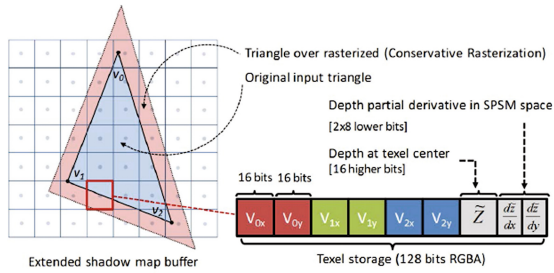 Triangle over rasterized (Conservative Rasterization)
Original input triangle
v0
v1
v2
Depth partial derivative in SPSM space
[2x8 lower bits]
Depth at texel center
[16 higher bits]
16 bits 16 bits
V0x V0y V1x V1y V2x V2y Z̃ dz̃/dx dz̃/dy
Extended shadow map buffer
Texel storage (128 bits RGBA)